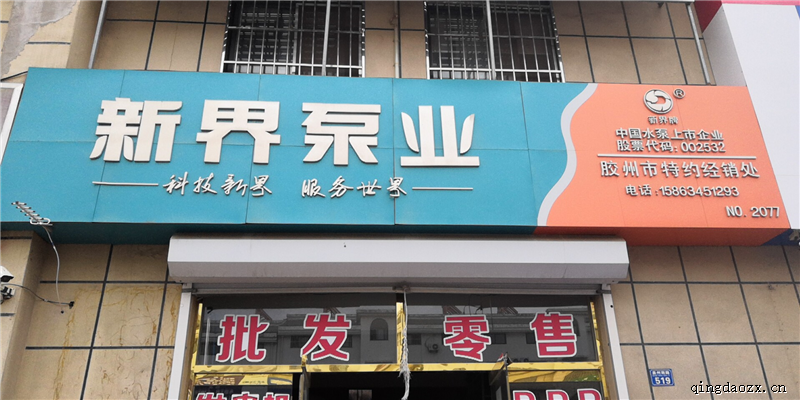 新界泵业
科技新界 服务世界
®
新界牌
中国水泵上市企业
股票代码:002532
胶州市特约经销处
电话:15863451293
NO. 2077
批发 零售
519
qingdaozx.cn